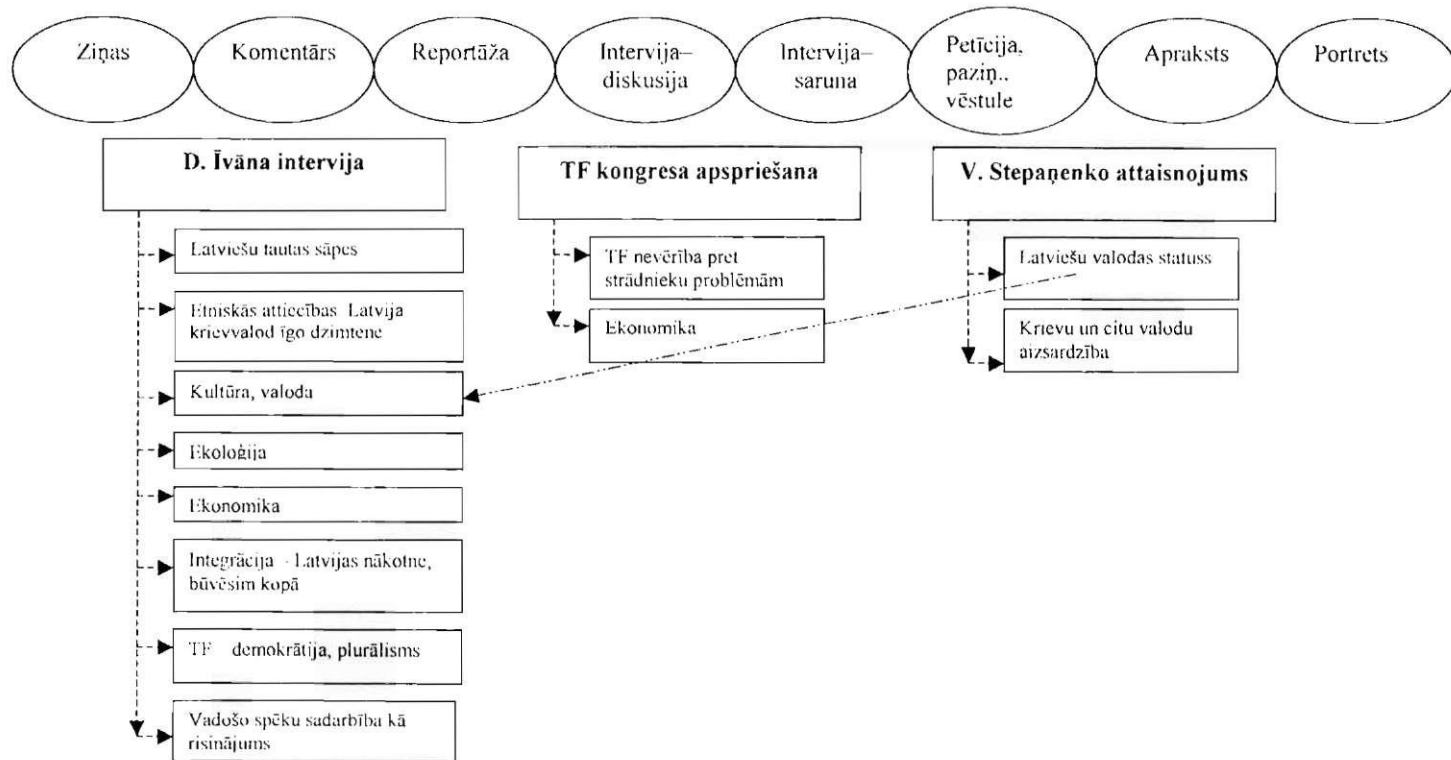 Ziņas
Komentārs
Reportāža
Intervija–
diskusija
Intervija–
saruna
Petīcija,
paziņ.,
vēstule
Apraksts
Portrets
D. Īvāna intervija
Latviešu tautas sāpes
Etniskās attiecības Latvija
krievvalod īgo dzimtene
Kultūra, valoda
Ekoloģija
Ekonomika
Integrācija - Latvijas nākotne,
būvēsim kopā
TF demokrātija, plurālisms
Vadošo spēku sadarbība kā
risinājums
TF kongresa apspriešana
TF nevērība pret
strādnieku problēmām
Ekonomika
V. Stepaņenko attaisnojums
Latviešu valodas statuss
Krievu un citu valodu
aizsardzība